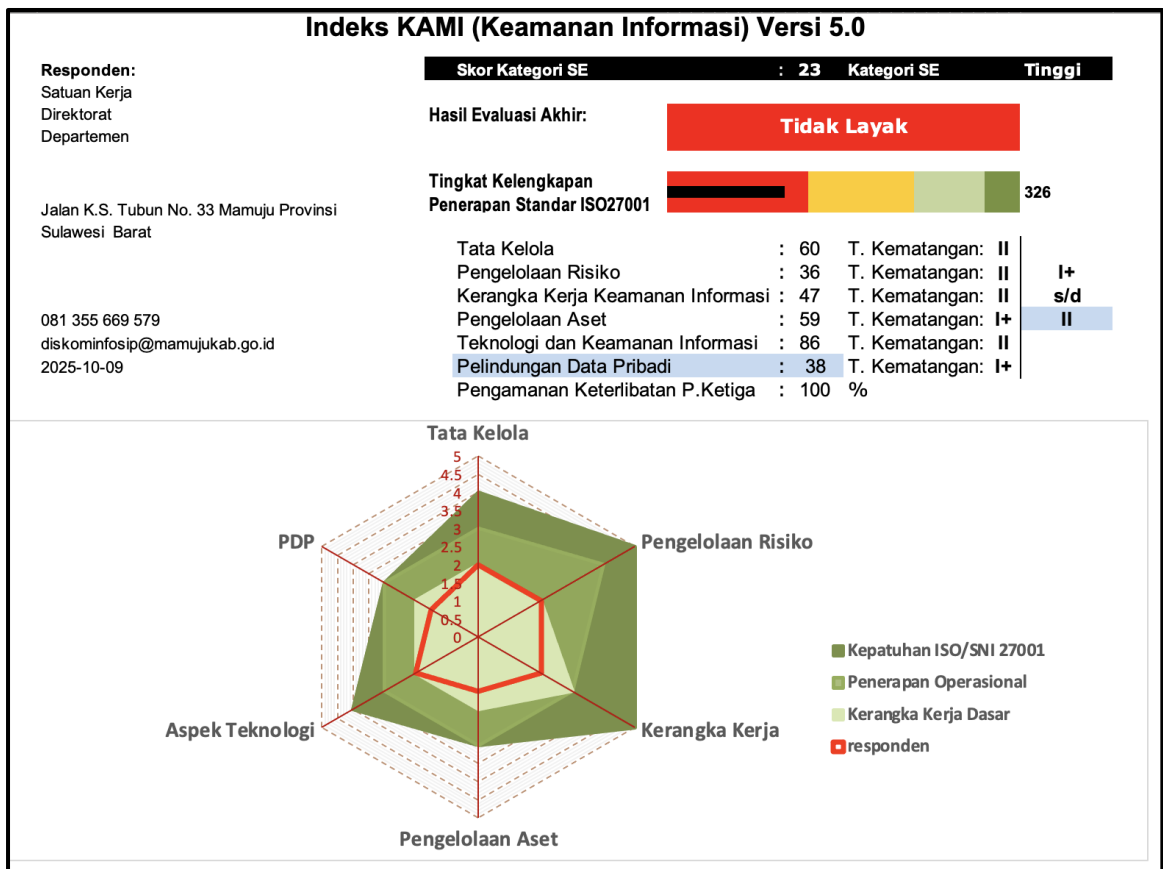 Indeks KAMI (Keamanan Informasi) Versi 5.0
Responden:
Satuan Kerja
Direktorat
Departemen
Jalan K.S. Tubun No. 33 Mamuju Provinsi
Sulawesi Barat
081 355 669 579
diskominfosip@mamujukab.go.id
2025-10-09
Skor Kategori SE : 23 Kategori SE Tinggi
Hasil Evaluasi Akhir: Tidak Layak
Tingkat Kelengkapan
Penerapan Standar ISO27001 326
Tata Kelola : 60 T. Kematangan: II
Pengelolaan Risiko : 36 T. Kematangan: II I+
Kerangka Kerja Keamanan Informasi : 47 T. Kematangan: II s/d
Pengelolaan Aset : 59 T. Kematangan: I+ II
Teknologi dan Keamanan Informasi : 86 T. Kematangan: II
Pelindungan Data Pribadi : 38 T. Kematangan: I+
Pengamanan Keterlibatan P.Ketiga : 100 %
Tata Kelola
5
4.5
4
3.5
3
2.5
2
1.5
1
0.5
0
PDP
Pengelolaan Risiko
Aspek Teknologi
Kerangka Kerja
Pengelolaan Aset
Kepatuhan ISO/SNI 27001
Penerapan Operasional
Kerangka Kerja Dasar
responden